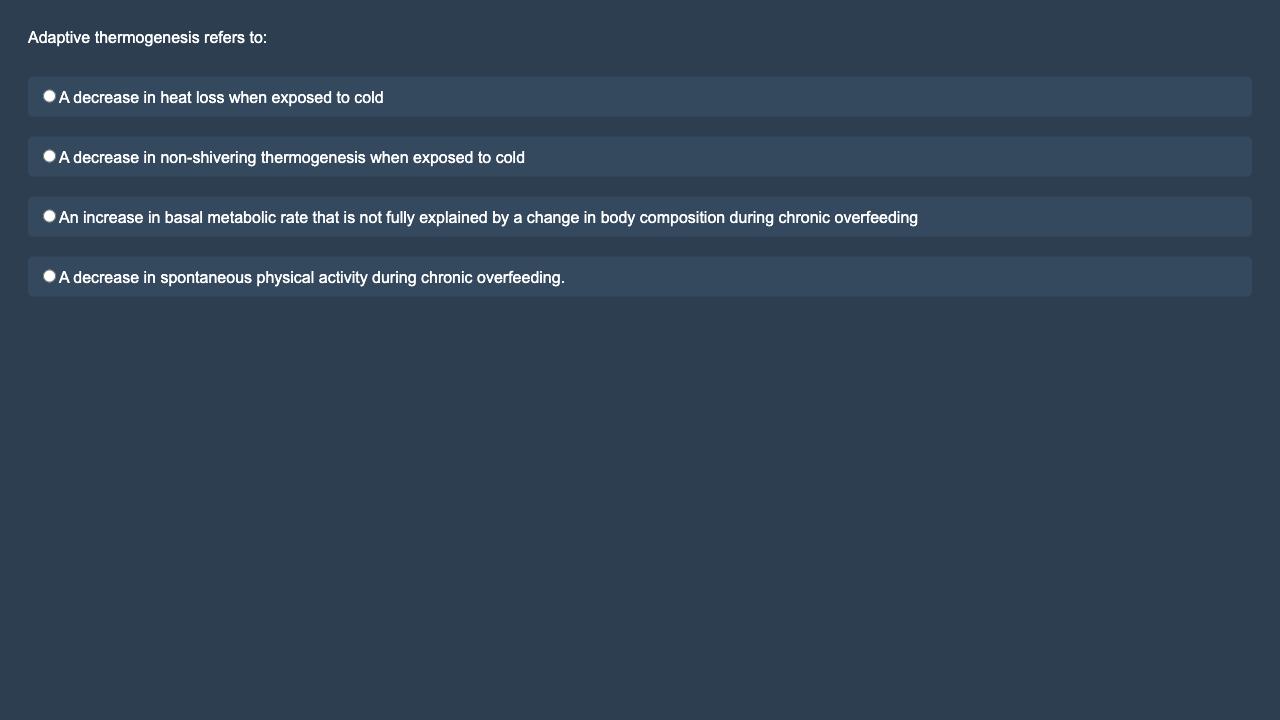 Adaptive thermogenesis refers to:
A decrease in heat loss when exposed to cold
A decrease in non-shivering thermogenesis when exposed to cold
An increase in basal metabolic rate that is not fully explained by a change in body composition during chronic overfeeding
A decrease in spontaneous physical activity during chronic overfeeding.